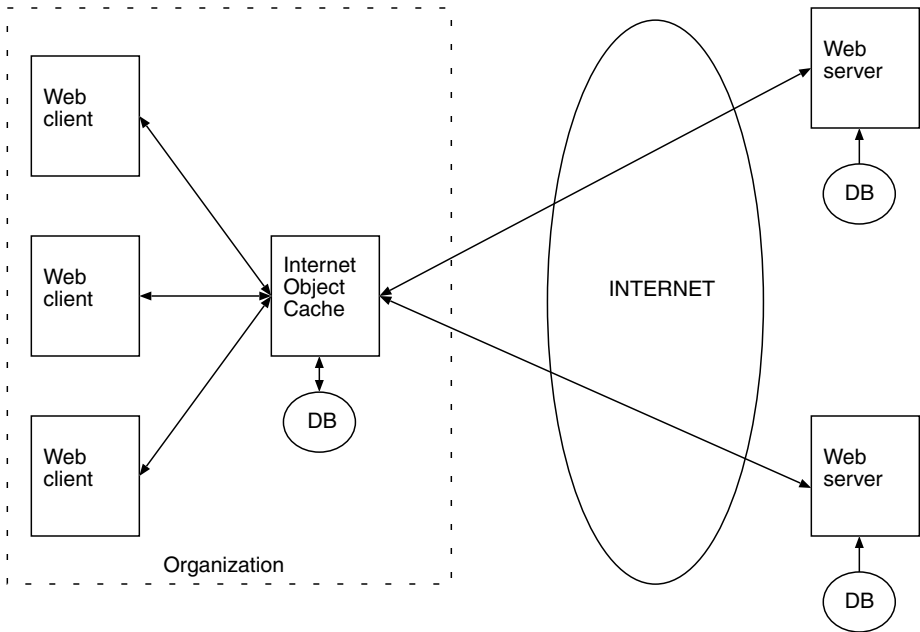 Web
client
Web
client
Web
client
Internet
Object
Cache
DB
Organization
INTERNET
Web
server
DB
Web
server
DB